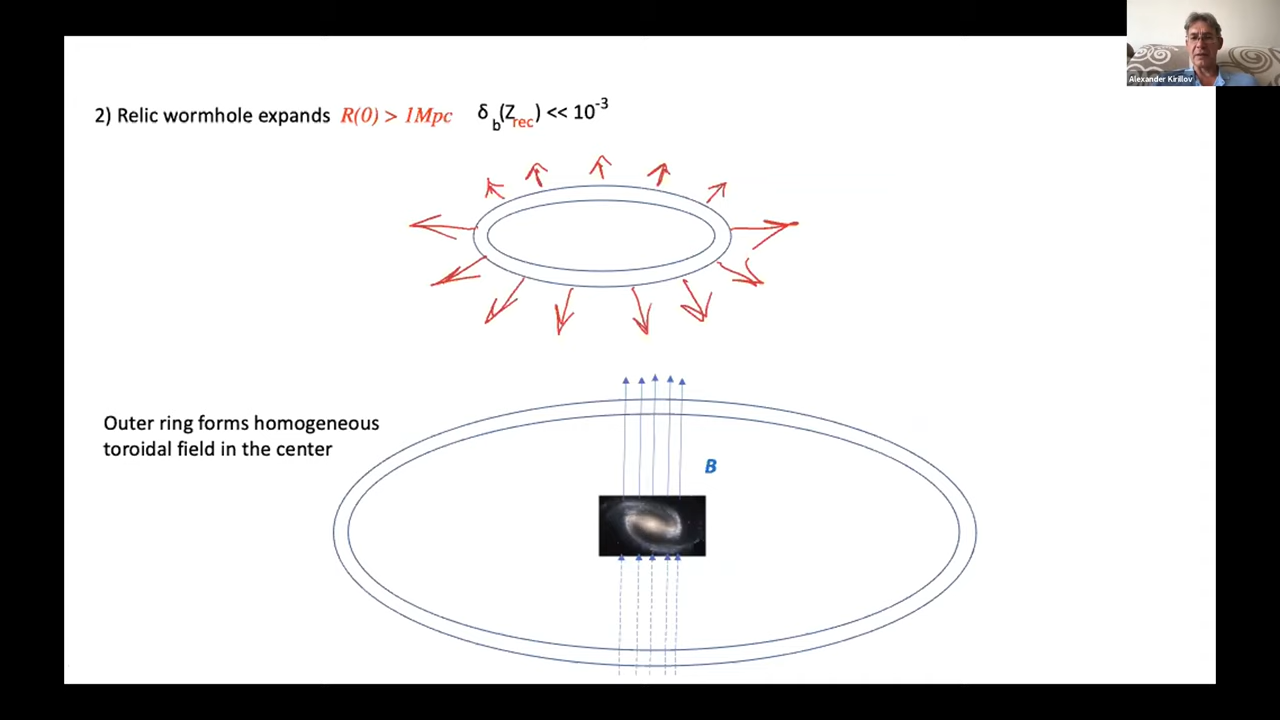 Alexander Kirillov
2) Relic wormhole expands R(0) > 1Mpc δ b(Zrec) << 10-3
Outer ring forms homogeneous
toroidal field in the center
B